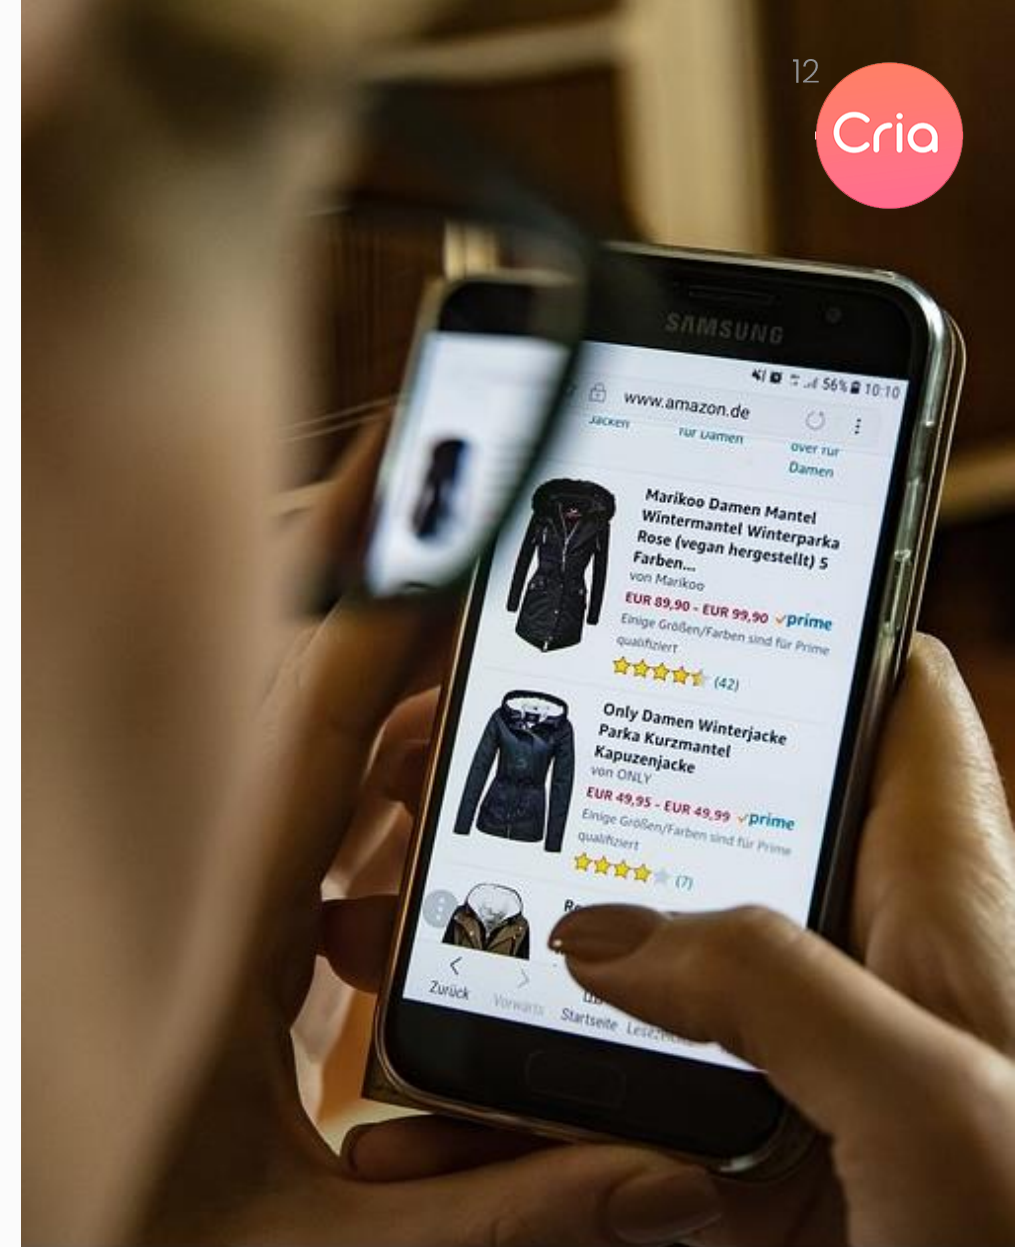 12
Cria
SAMSUNG
56% 10:10
www.amazon.de
Jacken
für Damen
over für
Damen
Marikoo Damen Mantel
Wintermantel Winterparka
Rose (vegan hergestellt) 5
Farben...
von Marikoo
EUR 89,90 - EUR 99,90 prime
Einige Größen/Farben sind für Prime
qualifiziert
(42)
Only Damen Winterjacke
Parka Kurzmantel
Kapuzenjacke
von ONLY
EUR 49,95 - EUR 49,99 prime
Einige Größen/Farben sind für Prime
qualifiziert
(7)
Zurück
Vorwärts
Startseite